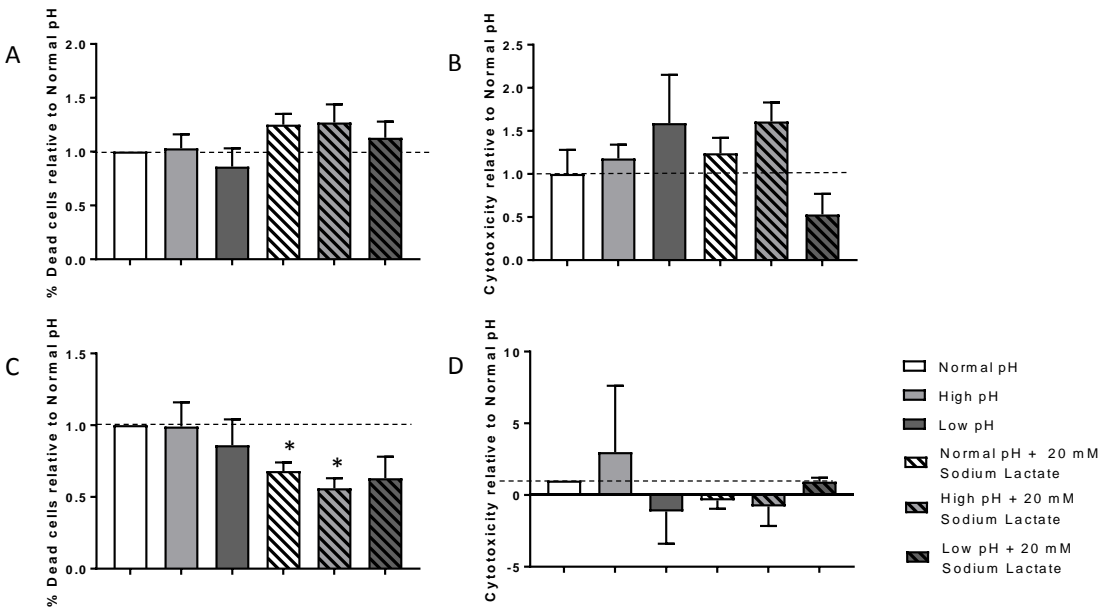 A
% Dead cells relative to Normal pH
2.0
1.5
1.0
0.5
0.0
B
Cytotoxicity relative to Normal pH
2.5
2.0
1.5
1.0
0.5
0.0
C
% Dead cells relative to Normal pH
1.5
1.0
0.5
0.0
*
*
D
Cytotoxicity relative to Normal pH
10
5
0
-5
Normal pH
High pH
Low pH
Normal pH + 20 mM
Sodium Lactate
High pH + 20 mM
Sodium Lactate
Low pH + 20 mM
Sodium Lactate